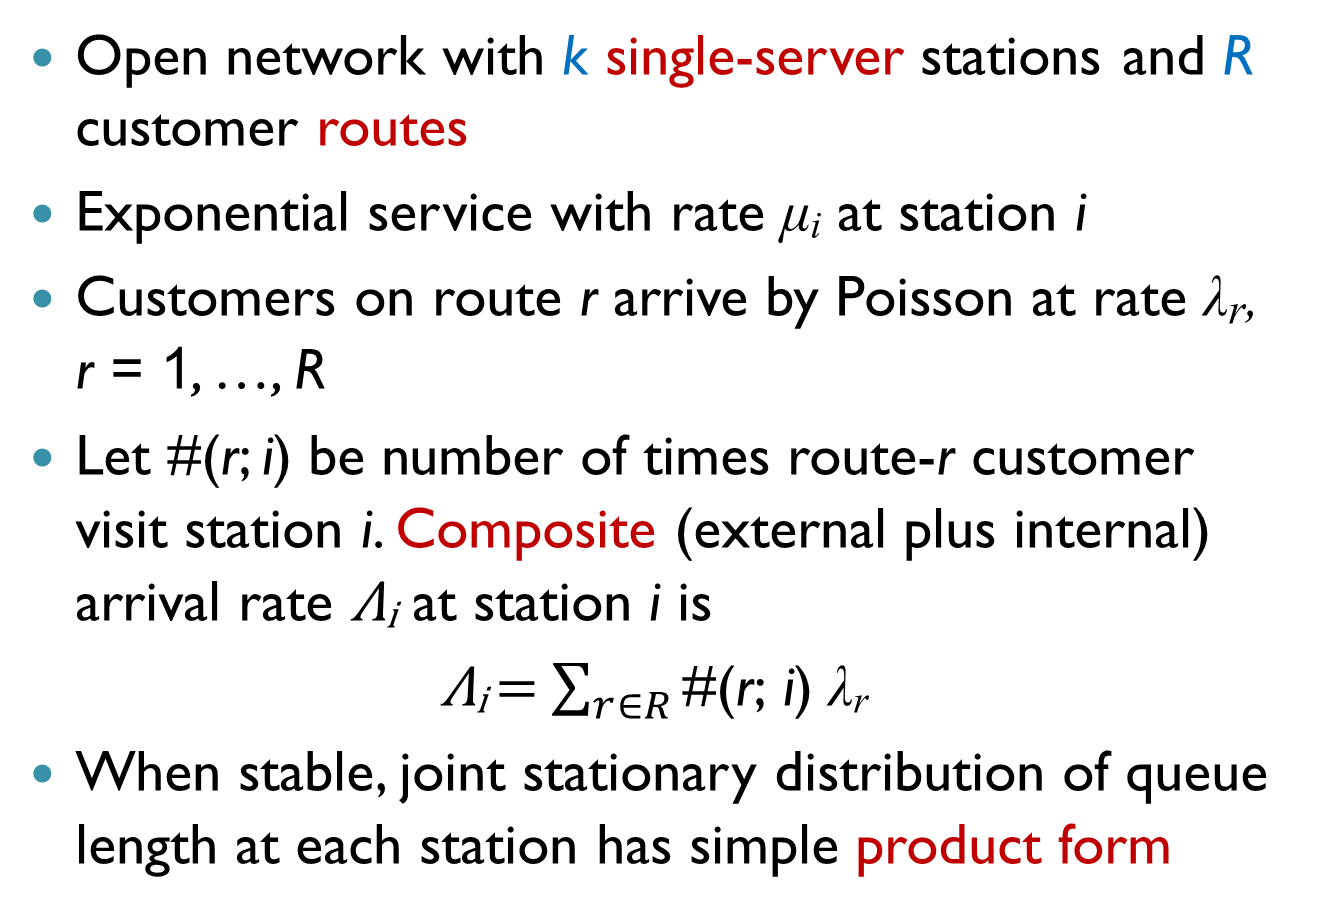 • Open network with k single-server stations and R
customer routes
• Exponential service with rate μᵢ at station i
• Customers on route r arrive by Poisson at rate λᵣ,
r = 1, …, R
• Let #(r; i) be number of times route-r customer
visit station i. Composite (external plus internal)
arrival rate Λᵢ at station i is
Λᵢ = ∑_{r∈R} #(r; i) λᵣ
• When stable, joint stationary distribution of queue
length at each station has simple product form